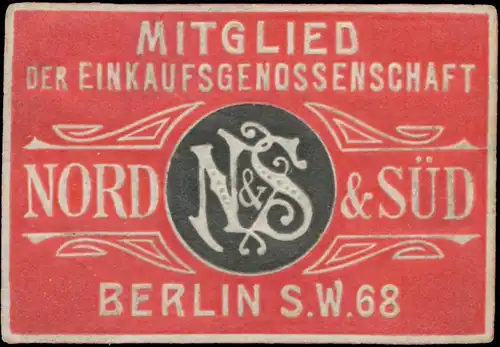 MITGLIED
DER EINKAUFSGENOSSENSCHAFT
NORD N&S & SÜD
BERLIN S.W.68